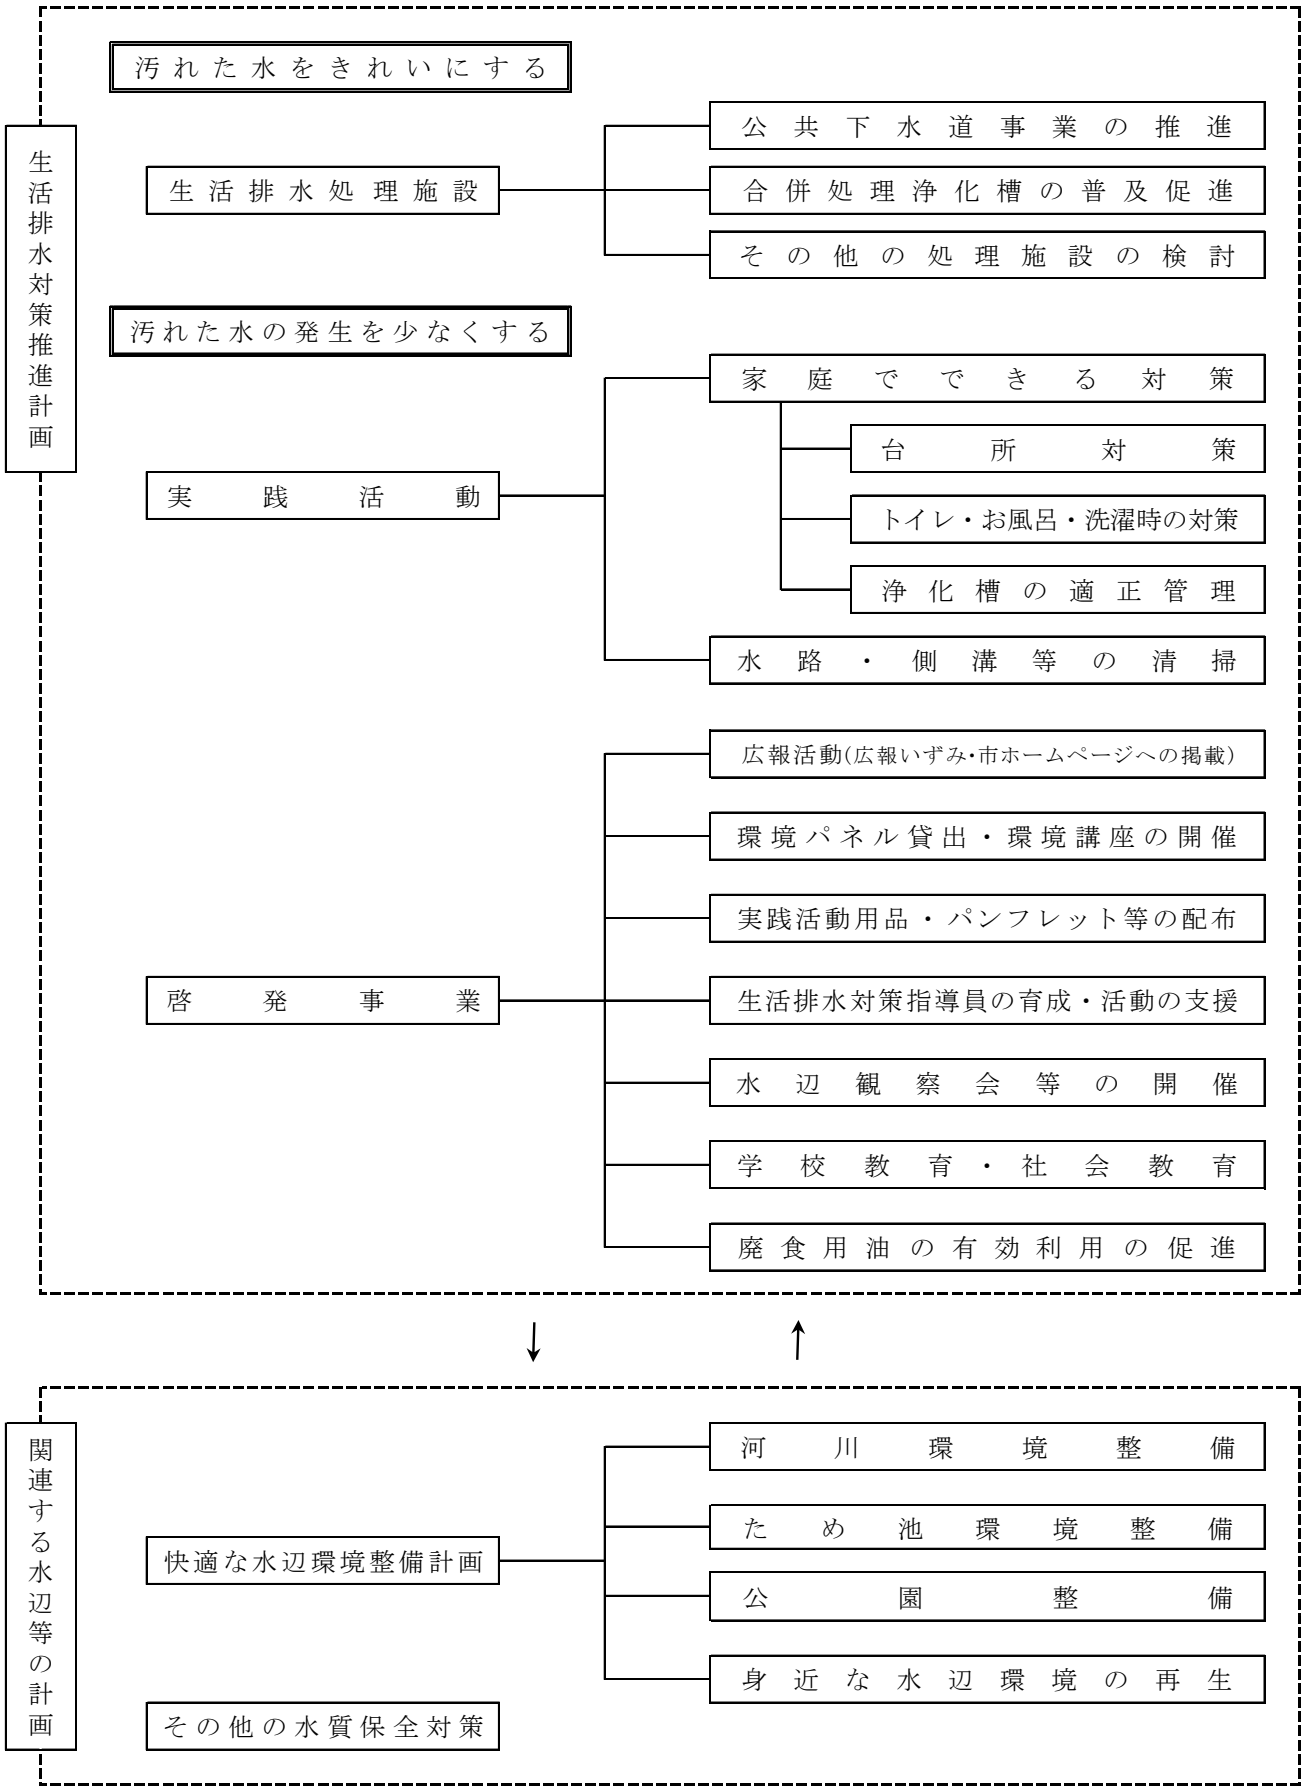 汚れた水をきれいにする
生活排水対策推進計画
公共下水道事業の推進
生活排水処理施設
合併処理浄化槽の普及促進
その他の処理施設の検討
汚れた水の発生を少なくする
家庭でできる対策
台所対策
実践活動
トイレ・お風呂・洗濯時の対策
浄化槽の適正管理
水路・側溝等の清掃
広報活動(広報いずみ・市ホームページへの掲載)
環境パネル貸出・環境講座の開催
実践活動用品・パンフレット等の配布
啓発事業
生活排水対策指導員の育成・活動の支援
水辺観察会等の開催
学校教育・社会教育
廃食用油の有効利用の促進
↓ ↑
関連する水辺等の計画
河川環境整備
ため池環境整備
快適な水辺環境整備計画
公園整備
身近な水辺環境の再生
その他の水質保全対策